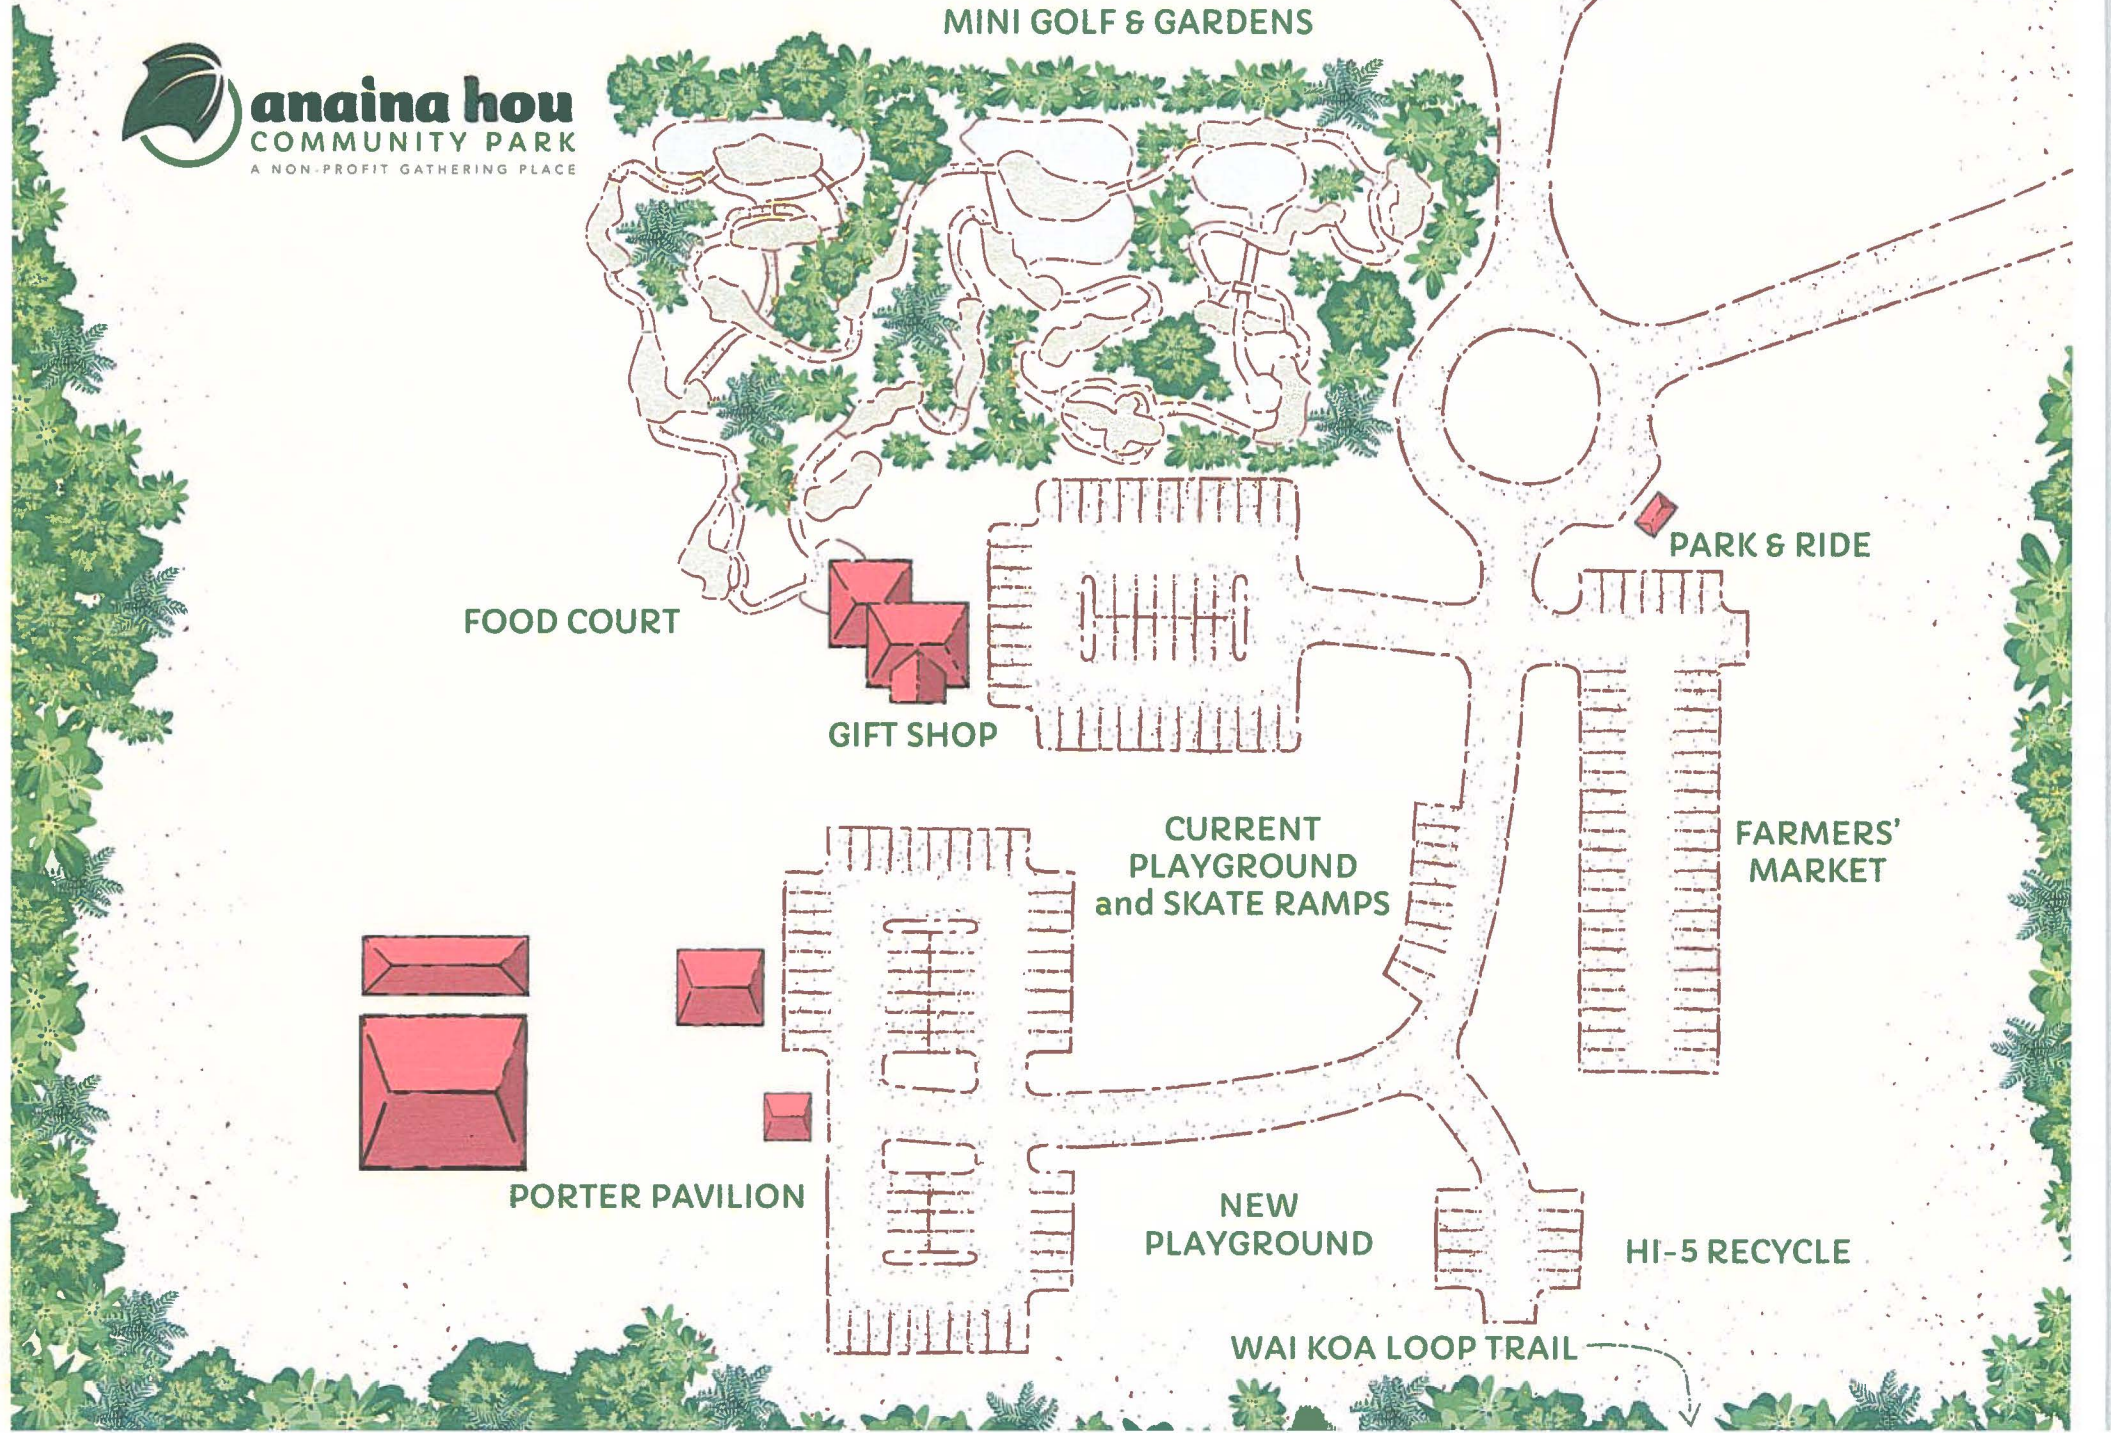 MINI GOLF & GARDENS
anaina hou
COMMUNITY PARK
A NON-PROFIT GATHERING PLACE
PARK & RIDE
FOOD COURT
GIFT SHOP
CURRENT
PLAYGROUND
and SKATE RAMPS
FARMERS'
MARKET
PORTER PAVILION
NEW
PLAYGROUND
HI-5 RECYCLE
WAI KOA LOOP TRAIL